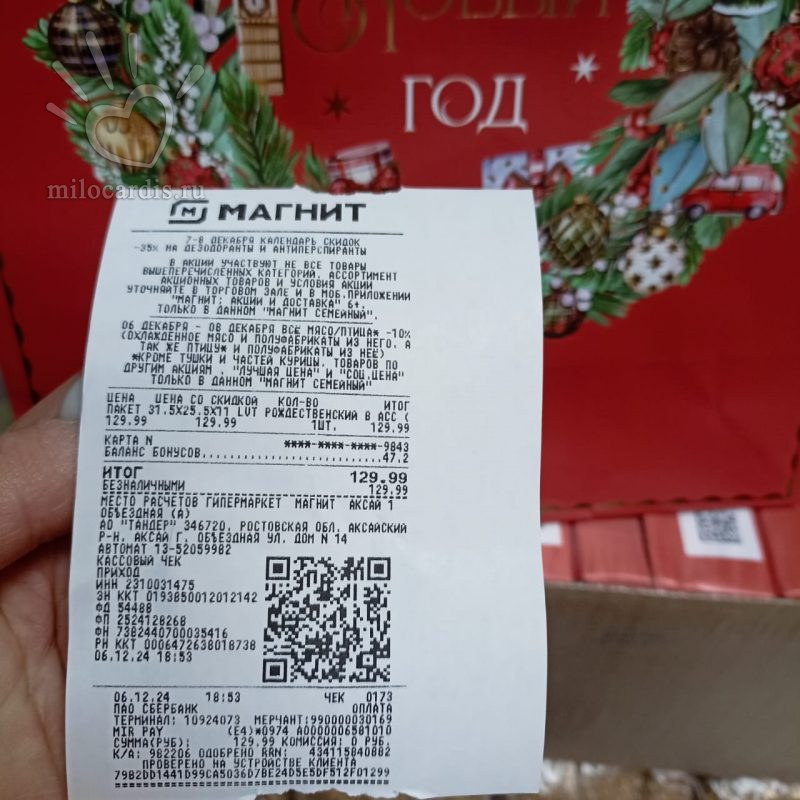 Новый
ГОД
milocardis.ru
МАГНИТ
7-8 ДЕКАБРЯ КАЛЕНДАРЬ СКИДОК
-35% НА ДЕЗОДОРАНТЫ И АНТИПЕРСПИРАНТЫ
В АКЦИИ УЧАСТВУЮТ НЕ ВСЕ ТОВАРЫ
ВЫШЕПЕРЕЧИСЛЕННЫХ КАТЕГОРИЙ. АССОРТИМЕНТ
АКЦИОННЫХ ТОВАРОВ И УСЛОВИЯ АКЦИИ
УТОЧНЯЙТЕ В ТОРГОВОМ ЗАЛЕ И В МОБ.ПРИЛОЖЕНИИ
"МАГНИТ: АКЦИИ И ДОСТАВКА" 6+.
ТОЛЬКО В ДАННОМ "МАГНИТ СЕМЕЙНЫЙ".
06 ДЕКАБРЯ - 08 ДЕКАБРЯ ВСЕ МЯСО/ПТИЦА* -10%
(ОХЛАЖДЕННОЕ МЯСО И ПОЛУФАБРИКАТЫ ИЗ НЕГО, А
ТАК ЖЕ ПТИЦУ* И ПОЛУФАБРИКАТЫ ИЗ НЕЕ)
*КРОМЕ ТУШКИ И ЧАСТЕЙ КУРИЦЫ, ТОВАРОВ ПО
ДРУГИМ АКЦИЯМ , "ЛУЧШАЯ ЦЕНА" И "СОЦ.ЦЕНА"
ТОЛЬКО В ДАННОМ "МАГНИТ СЕМЕЙНЫЙ"
ЦЕНА ЦЕНА СО СКИДКОЙ КОЛ-ВО ИТОГ
ПАКЕТ 31.5Х25.5Х11 LVT РОЖДЕСТВЕНСКИЙ В АСС (
129.99 129.99 1ШТ. 129.99
КАРТА N ****-****-****-9843
БАЛАНС БОНУСОВ..............................47.2
ИТОГ 129.99
БЕЗНАЛИЧНЫМИ 129.99
МЕСТО РАСЧЕТОВ ГИПЕРМАРКЕТ МАГНИТ АКСАЙ 1
ОБЪЕЗДНАЯ (А)
АО "ТАНДЕР" 346720, РОСТОВСКАЯ ОБЛ, АКСАЙСКИЙ
Р-Н, АКСАЙ Г, ОБЪЕЗДНАЯ УЛ, ДОМ N 14
АВТОМАТ 13-52059982
КАССОВЫЙ ЧЕК
ПРИХОД
ИНН 2310031475
ЗН ККТ 0193850012012142
ФД 54488
ФП 2524128268
ФН 7382440700035416
РН ККТ 0006472638018738
06.12.24 18:53
06.12.24 18:53 ЧЕК 0173
ПАО СБЕРБАНК ОПЛАТА
ТЕРМИНАЛ: 10924073 МЕРЧАНТ:990000030169
MIR PAY (E4)*0974 A0000006581010
СУММА(РУБ): 129.99 КОМИССИЯ: 0 РУБ.
К/А: 982206 ОДОБРЕНО RRN: 434115840882
ПРОВЕРЕНО НА УСТРОЙСТВЕ КЛИЕНТА
79B2DD1441D99CA5036D7BE24D5E5DF512F01299